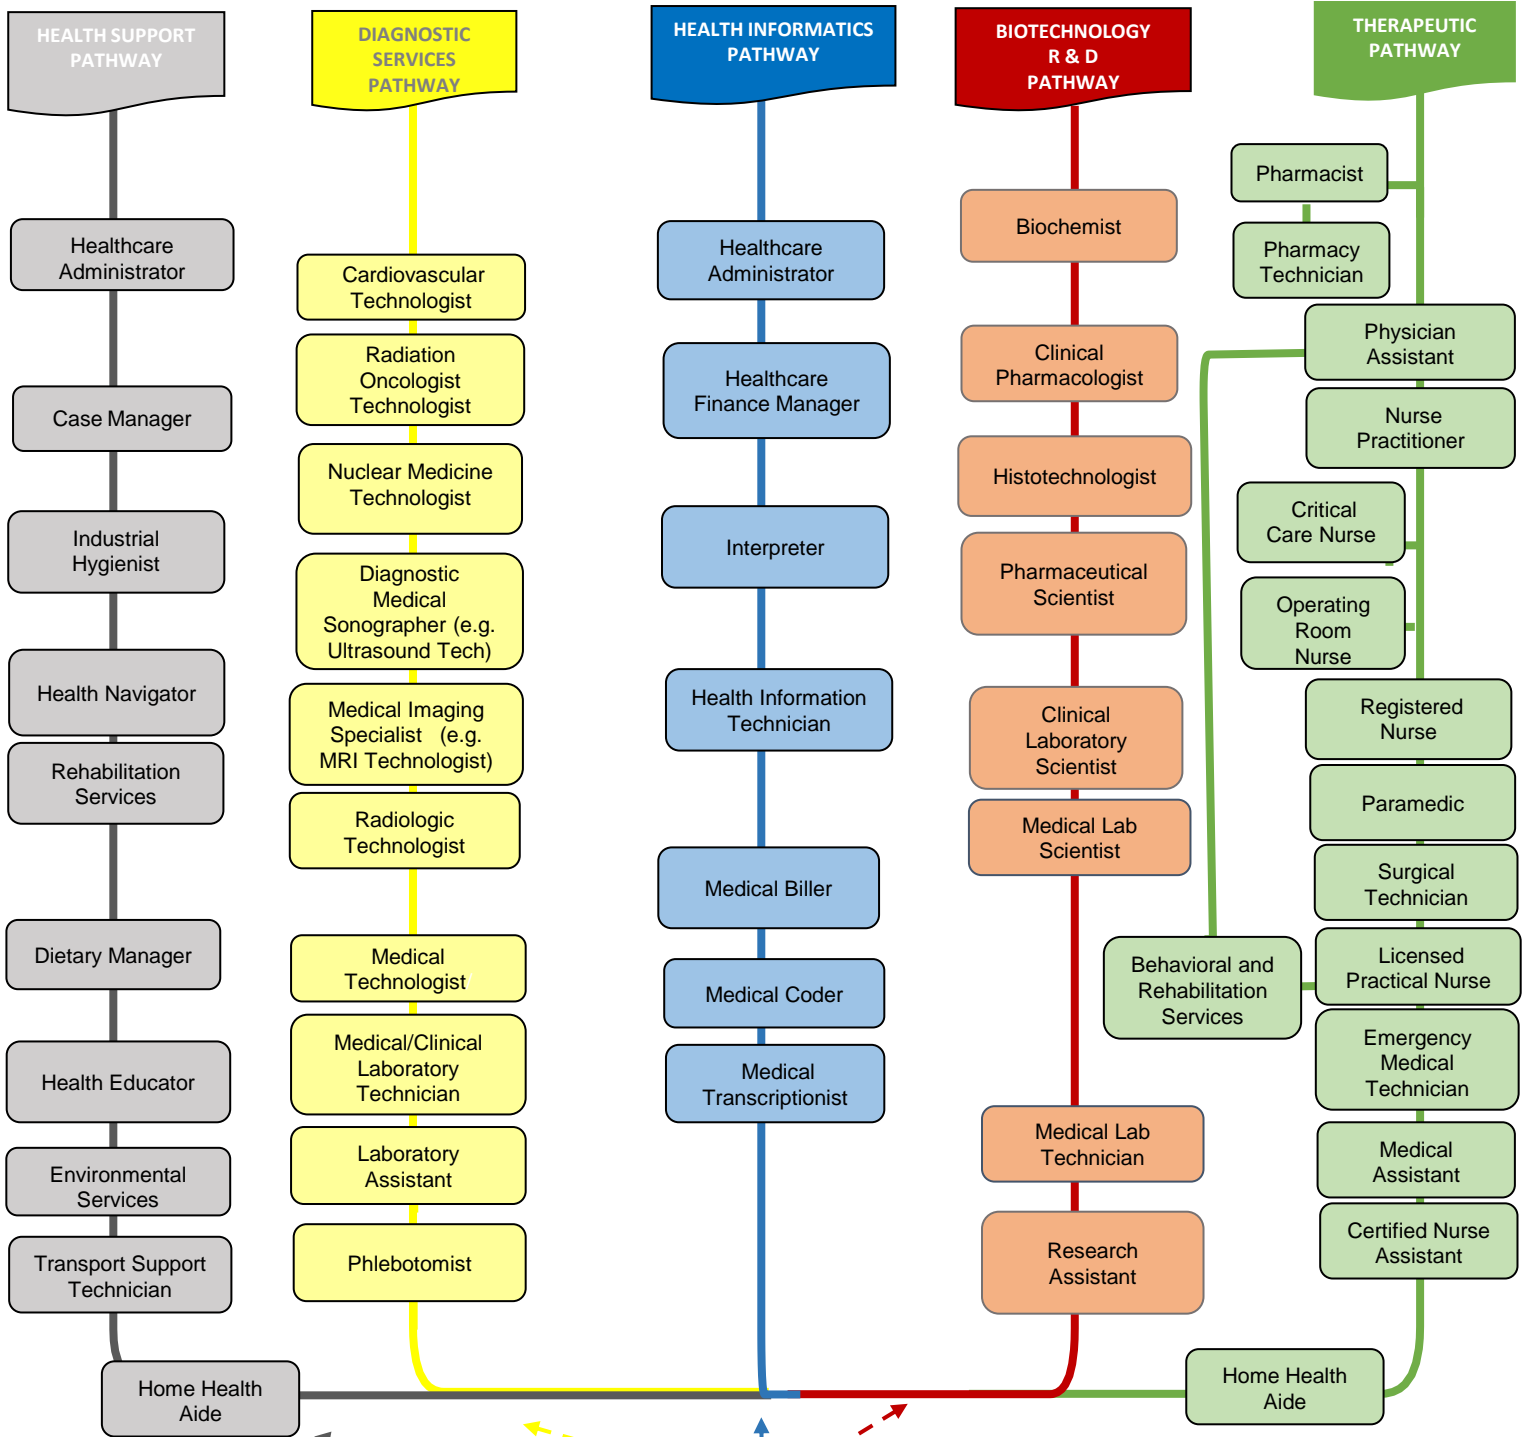 HEALTH SUPPORT
PATHWAY
Healthcare
Administrator
Case Manager
Industrial
Hygienist
Health Navigator
Rehabilitation
Services
Dietary Manager
Health Educator
Environmental
Services
Transport Support
Technician
Home Health
Aide
DIAGNOSTIC
SERVICES
PATHWAY
Cardiovascular
Technologist
Radiation
Oncologist
Technologist
Nuclear Medicine
Technologist
Diagnostic
Medical
Sonographer (e.g.
Ultrasound Tech)
Medical Imaging
Specialist (e.g.
MRI Technologist)
Radiologic
Technologist
Medical
Technologist
Medical/Clinical
Laboratory
Technician
Laboratory
Assistant
Phlebotomist
HEALTH INFORMATICS
PATHWAY
Healthcare
Administrator
Healthcare
Finance Manager
Interpreter
Health Information
Technician
Medical Biller
Medical Coder
Medical
Transcriptionist
BIOTECHNOLOGY
R & D
PATHWAY
Biochemist
Clinical
Pharmacologist
Histotechnologist
Pharmaceutical
Scientist
Clinical
Laboratory
Scientist
Medical Lab
Scientist
Medical Lab
Technician
Research
Assistant
THERAPEUTIC
PATHWAY
Pharmacist
Pharmacy
Technician
Physician
Assistant
Nurse
Practitioner
Critical
Care Nurse
Operating
Room
Nurse
Registered
Nurse
Paramedic
Surgical
Technician
Behavioral and
Rehabilitation
Services
Licensed
Practical Nurse
Emergency
Medical
Technician
Medical
Assistant
Certified Nurse
Assistant
Home Health
Aide